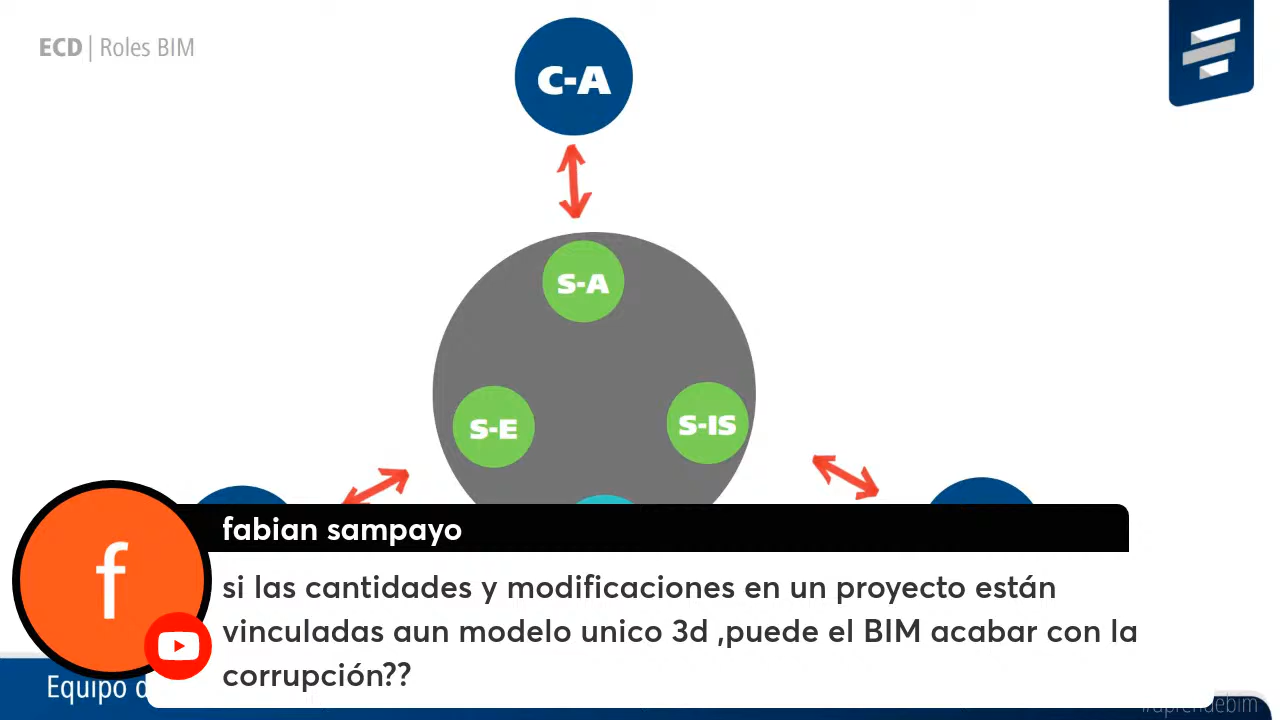 ECD | Roles BIM
C-A
S-A
S-E
S-IS
f
fabian sampayo
si las cantidades y modificaciones en un proyecto están
vinculadas aun modelo unico 3d ,puede el BIM acabar con la
corrupción??
Equipo d
#aprendebim